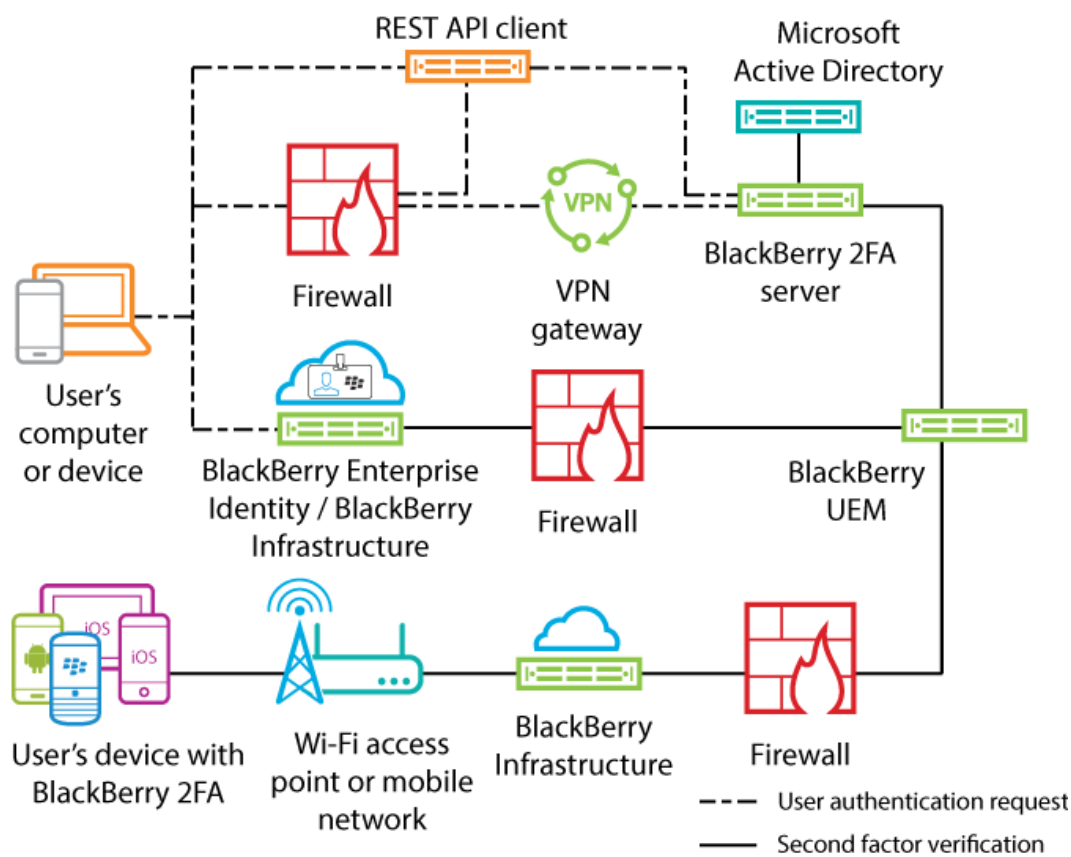 REST API client
Microsoft
Active Directory
VPN
Firewall
VPN
gateway
BlackBerry 2FA
server
User's
computer
or device
BlackBerry Enterprise
Identity / BlackBerry
Infrastructure
Firewall
BlackBerry
UEM
iOS
iOS
User's device with
BlackBerry 2FA
Wi-Fi access
point or mobile
network
BlackBerry
Infrastructure
Firewall
User authentication request
Second factor verification